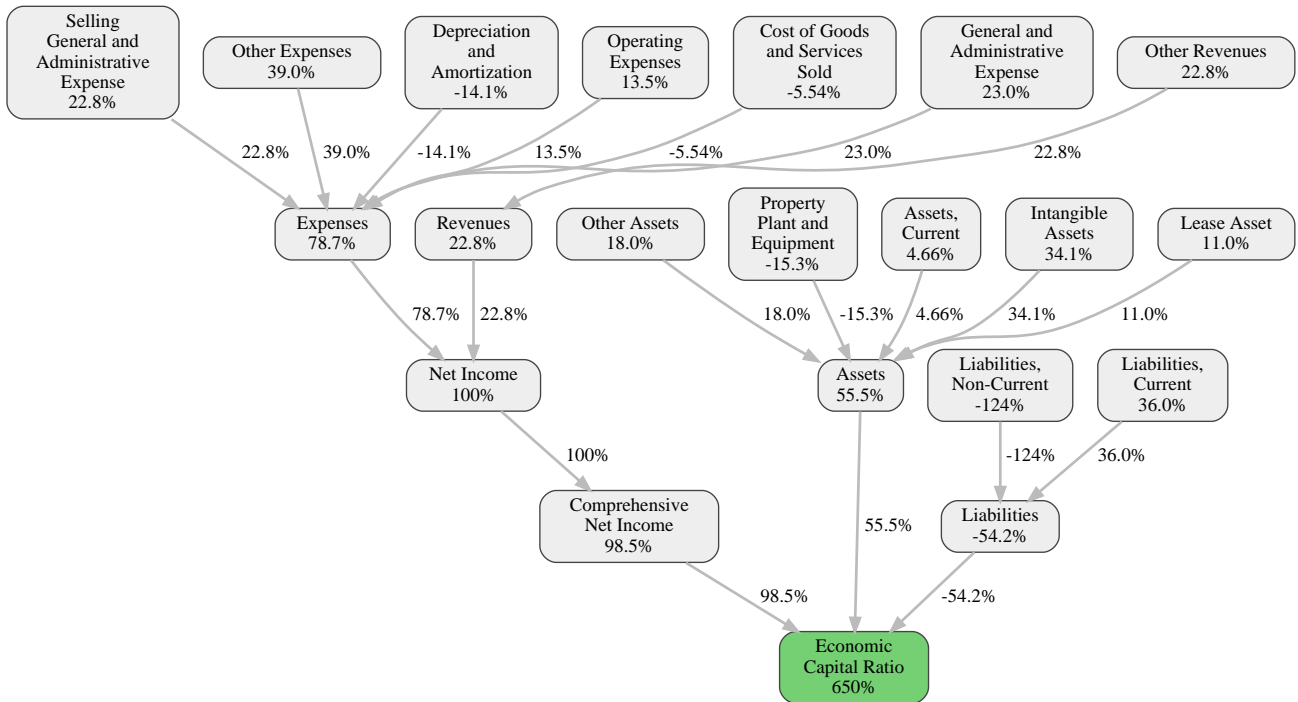 Selling
General and
Administrative
Expense
22.8%
Other Expenses
39.0%
Depreciation
and
Amortization
-14.1%
Operating
Expenses
13.5%
Cost of Goods
and Services
Sold
-5.54%
General and
Administrative
Expense
23.0%
Other Revenues
22.8%
22.8%
39.0%
-14.1%
13.5%
-5.54%
23.0%
22.8%
Expenses
78.7%
Revenues
22.8%
Other Assets
18.0%
Property
Plant and
Equipment
-15.3%
Assets,
Current
4.66%
Intangible
Assets
34.1%
Lease Asset
11.0%
78.7%
22.8%
18.0%
-15.3%
4.66%
34.1%
11.0%
Net Income
100%
Assets
55.5%
Liabilities,
Non-Current
-124%
Liabilities,
Current
36.0%
100%
-124%
36.0%
Comprehensive
Net Income
98.5%
55.5%
Liabilities
-54.2%
98.5%
-54.2%
Economic
Capital Ratio
650%